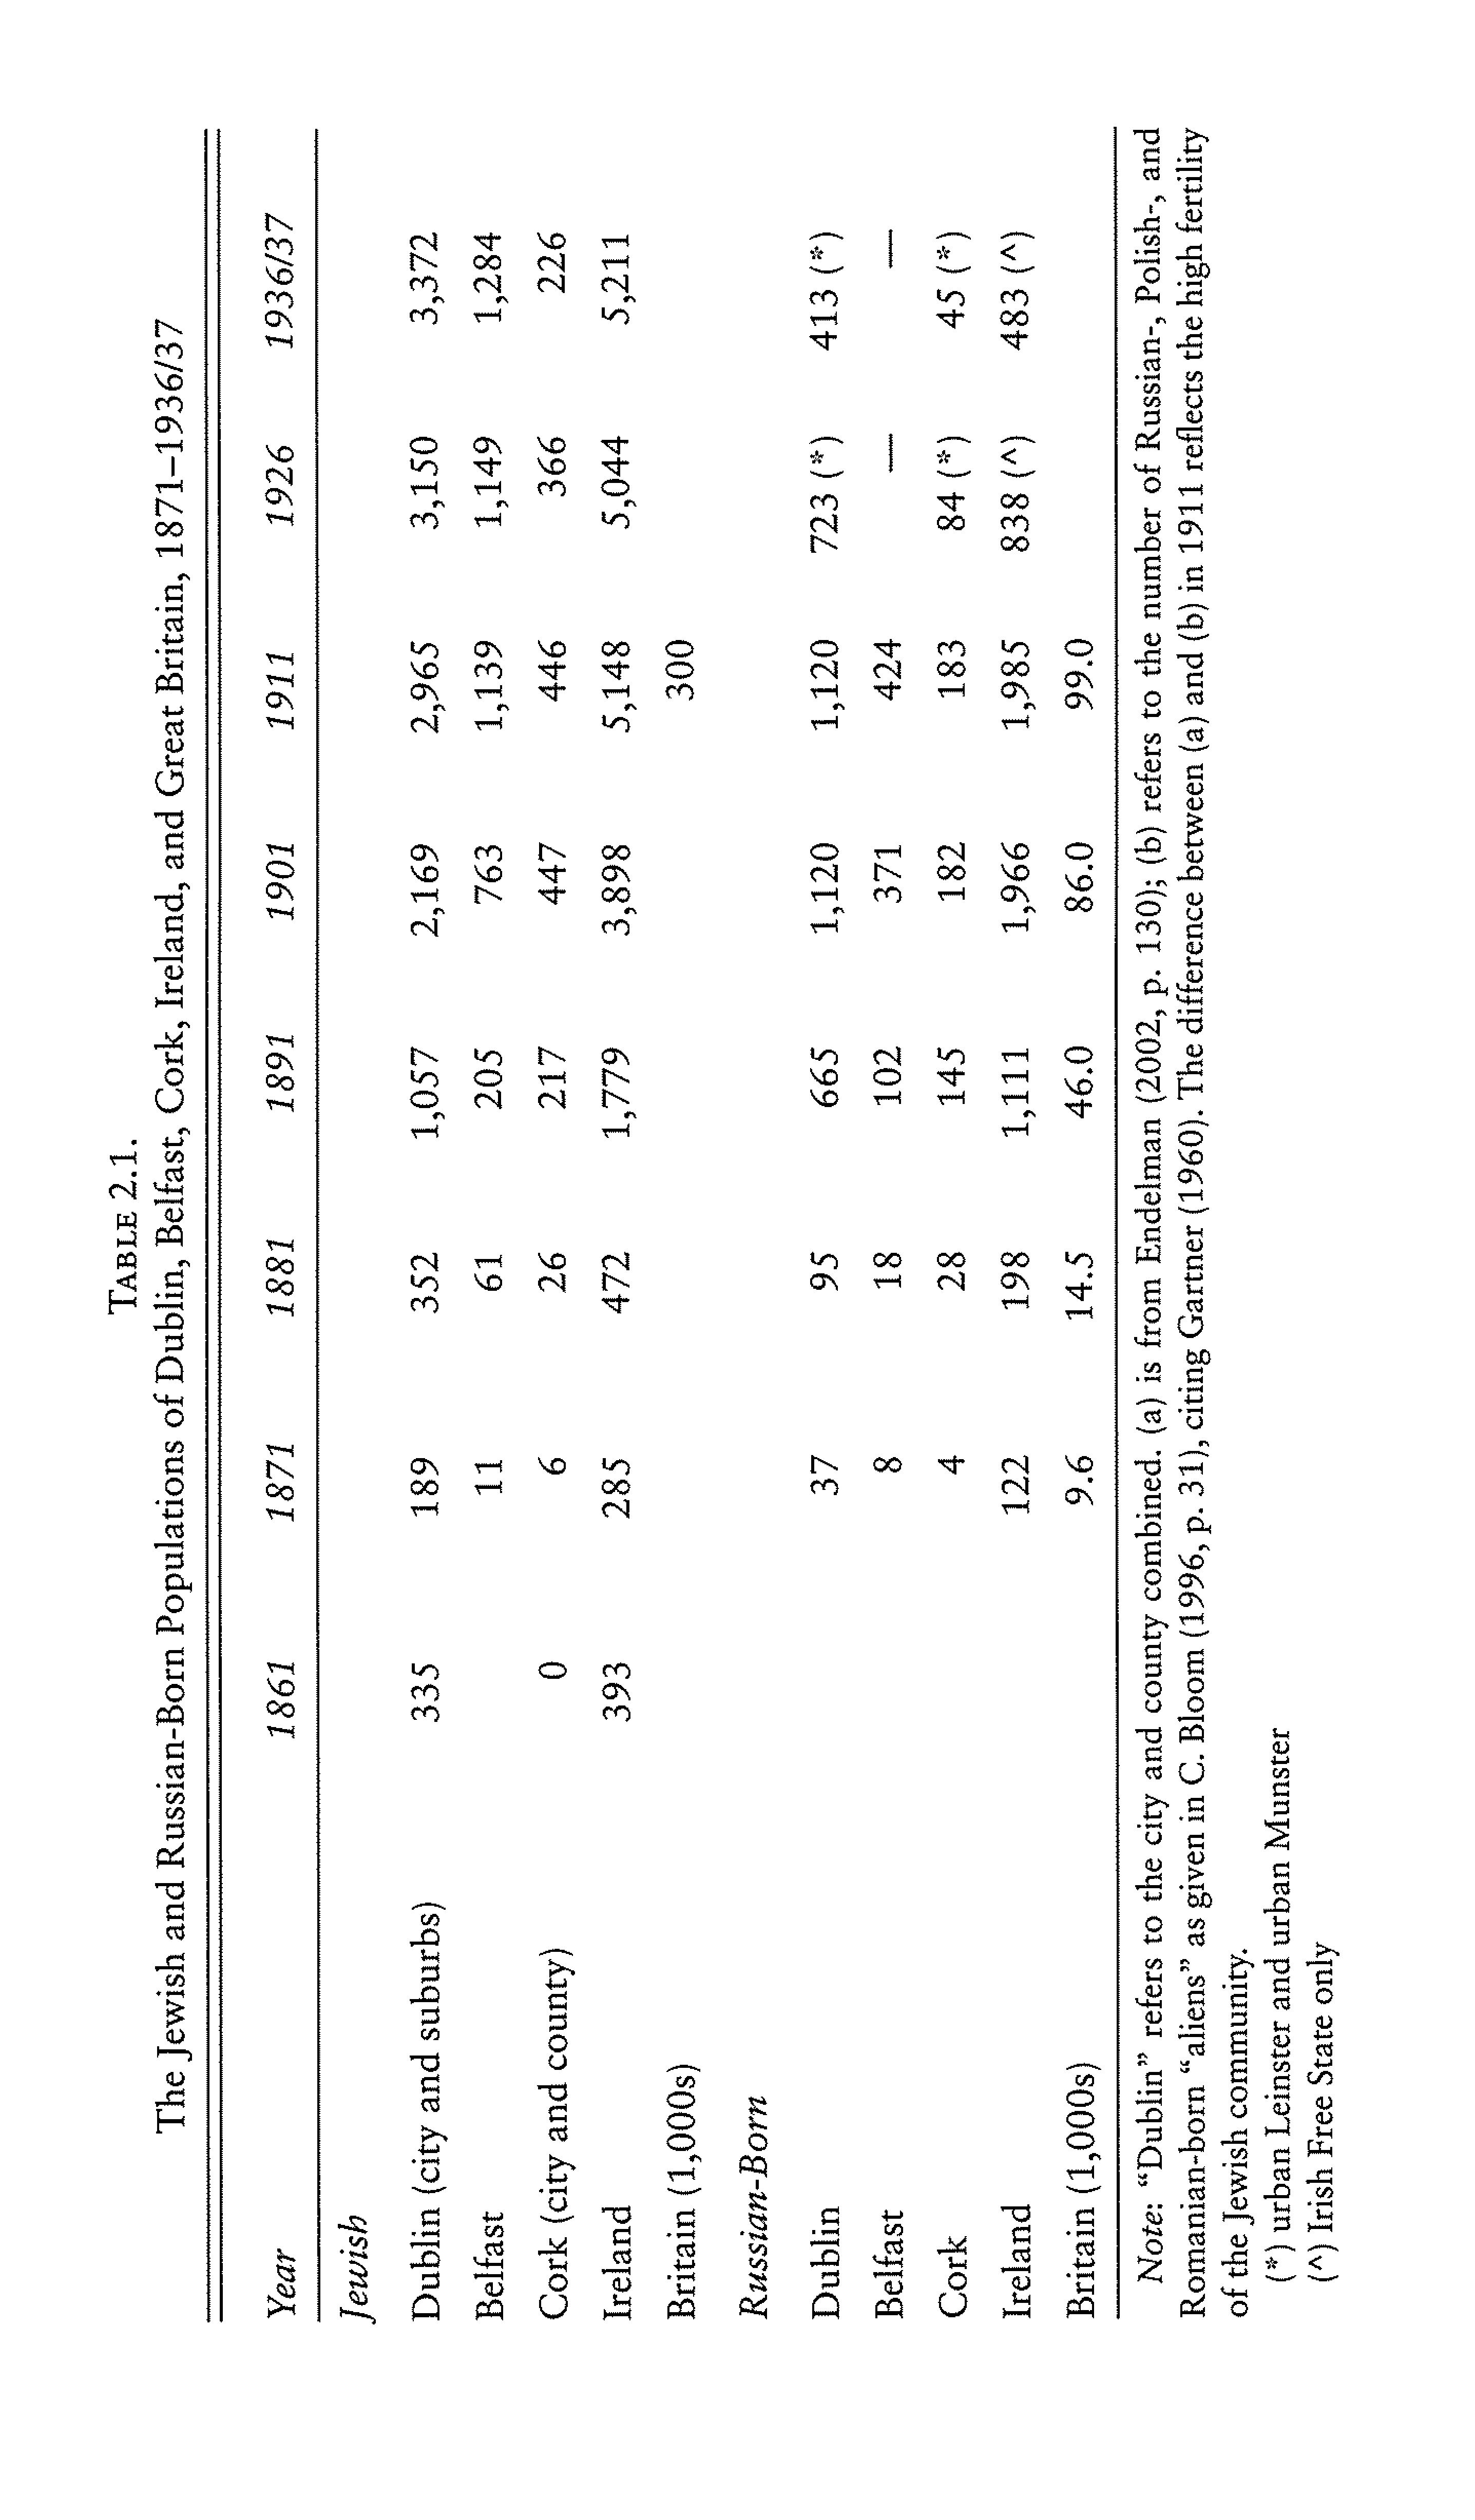 TABLE 2.1.
The Jewish and Russian-Born Populations of Dublin, Belfast, Cork, Ireland, and Great Britain, 1871–1936/37
Year 1861 1871 1881 1891 1901 1911 1926 1936/37
Jewish
Dublin (city and suburbs) 335 189 352 1,057 2,169 2,965 3,150 3,372
Belfast 11 61 205 763 1,139 1,149 1,284
Cork (city and county) 0 6 26 217 447 446 366 226
Ireland 393 285 472 1,779 3,898 5,148 5,044 5,211
Britain (1,000s) 300
Russian-Born
Dublin 37 95 665 1,120 1,120 723 (*) 413 (*)
Belfast 8 18 102 371 424 — —
Cork 4 28 145 182 183 84 (*) 45 (*)
Ireland 122 198 1,111 1,966 1,985 838 (^) 483 (^)
Britain (1,000s) 9.6 14.5 46.0 86.0 99.0
Note: “Dublin” refers to the city and county combined. (a) is from Endelman (2002, p. 130); (b) refers to the number of Russian-, Polish-, and
Romanian-born “aliens” as given in C. Bloom (1996, p. 31), citing Gartner (1960). The difference between (a) and (b) in 1911 reflects the high fertility
of the Jewish community.
(*) urban Leinster and urban Munster
(^) Irish Free State only